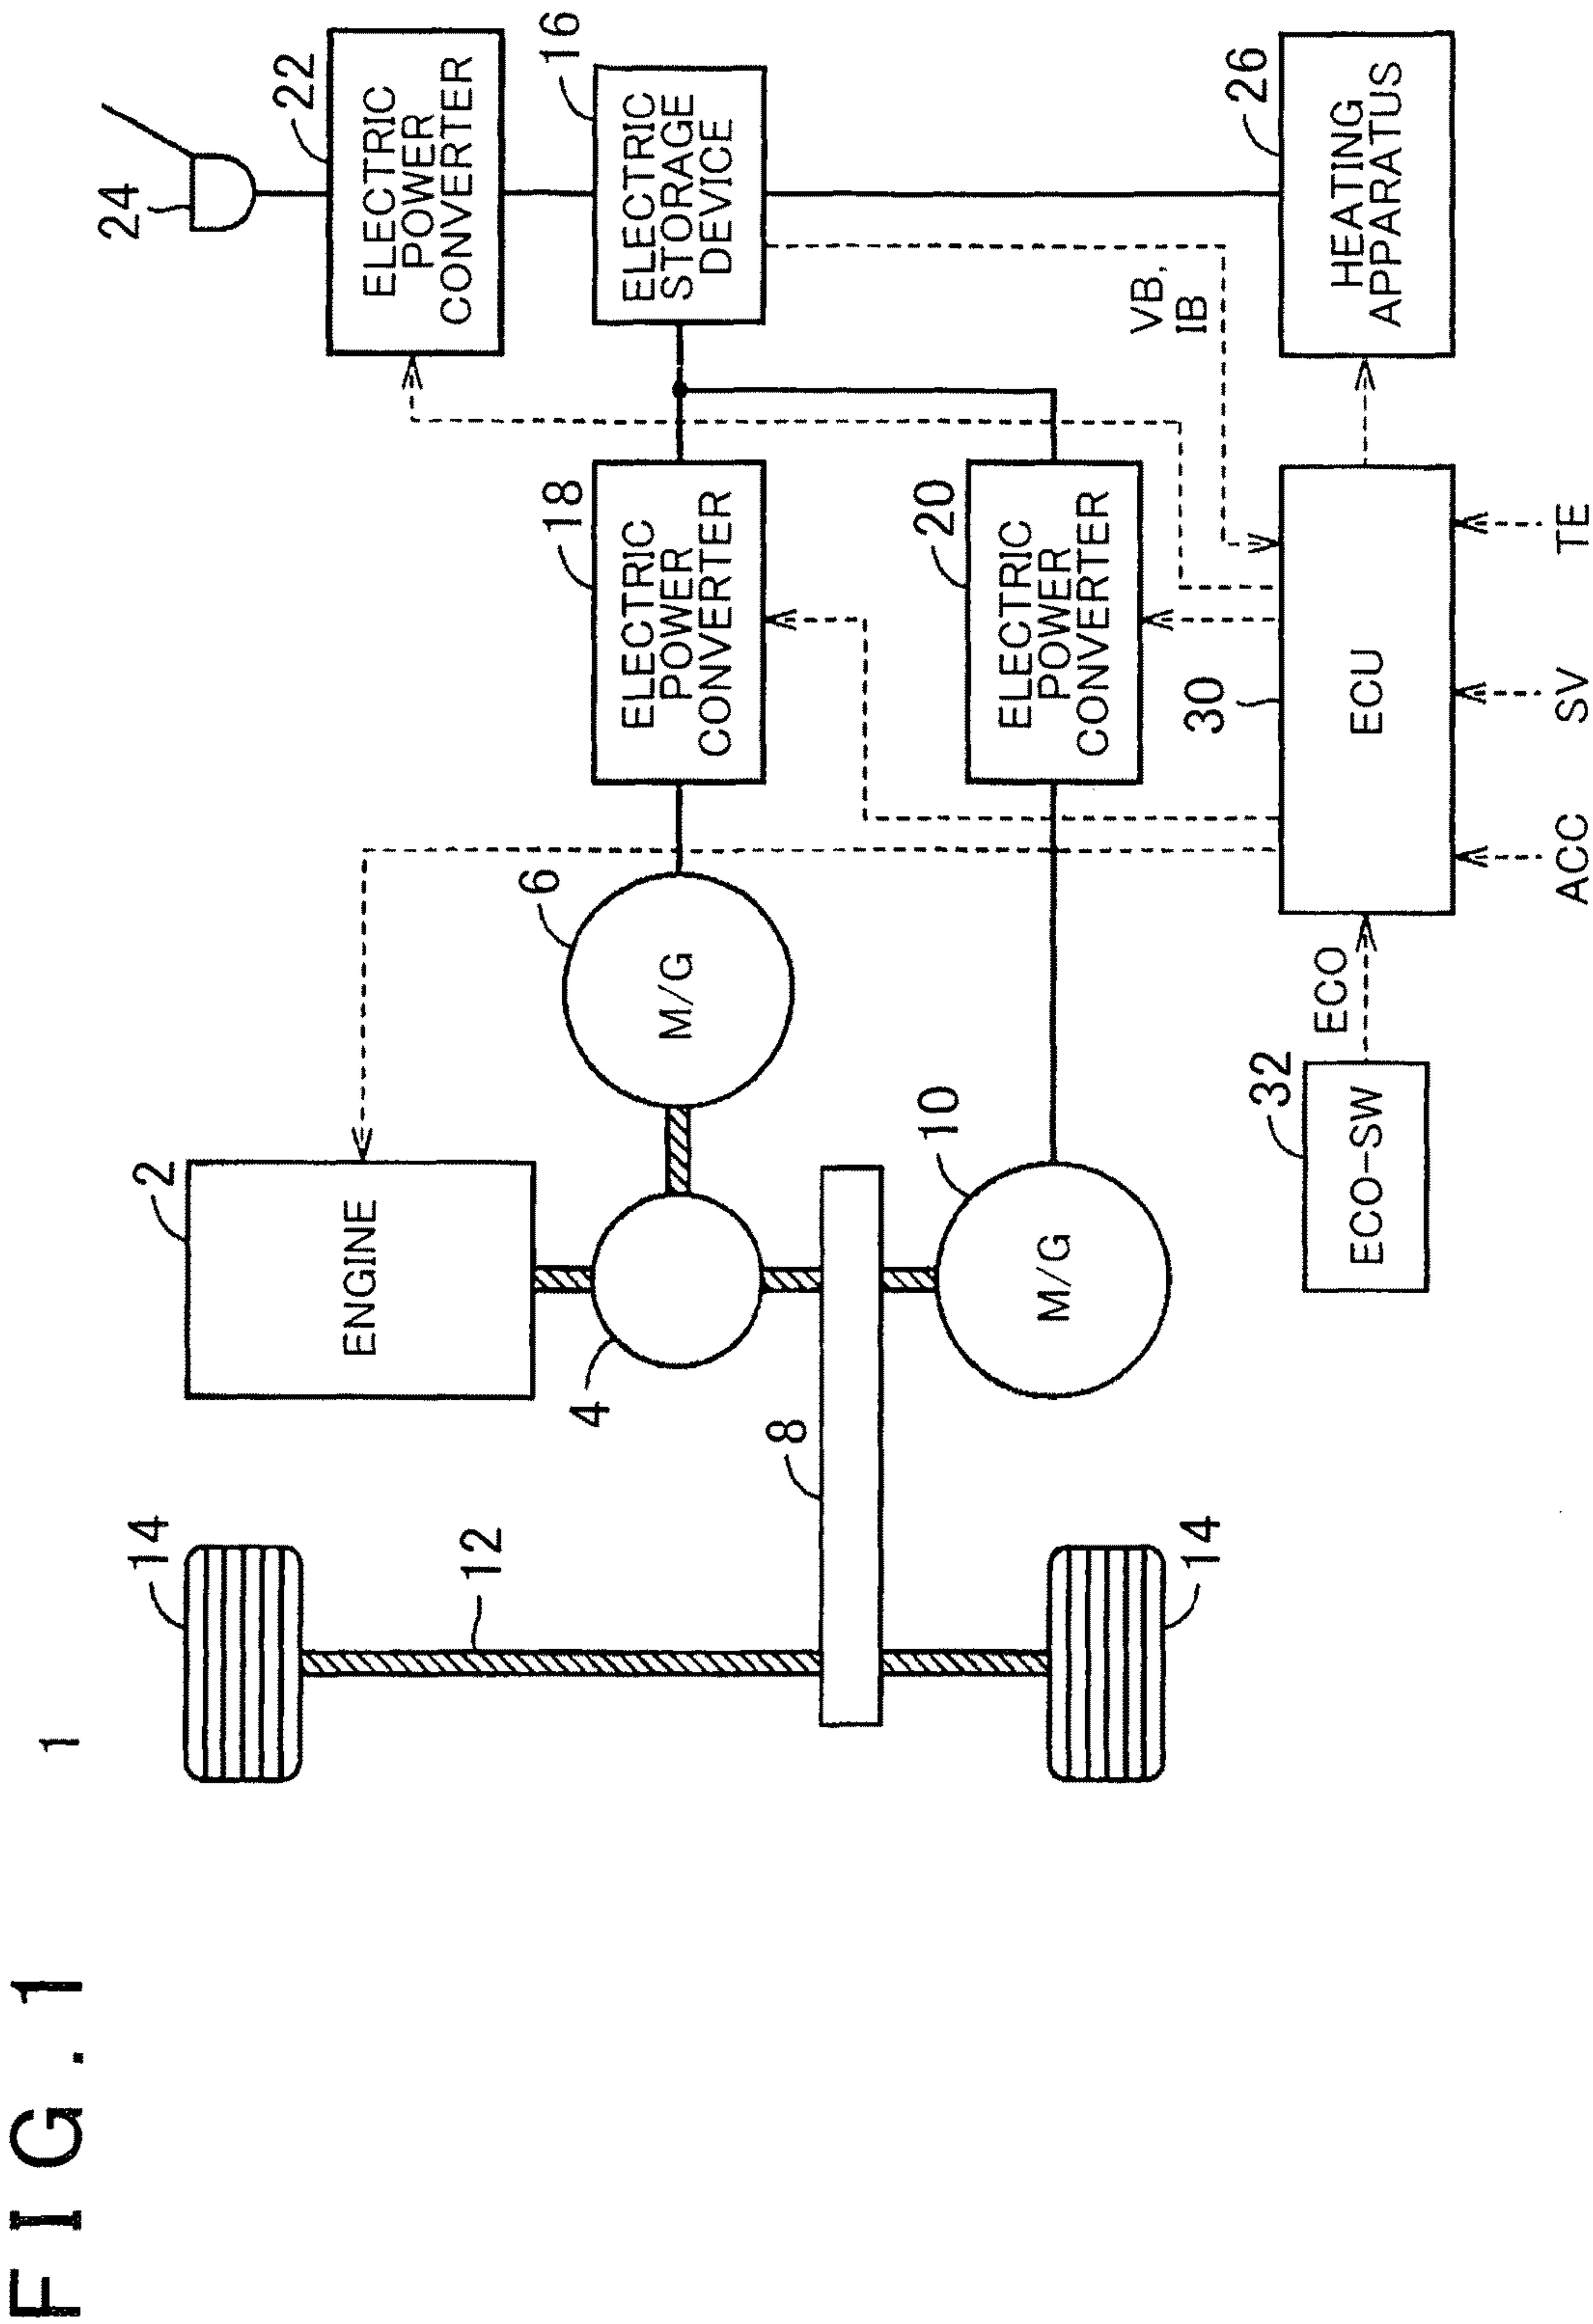 FIG. 1
1
14
2
24
22
ENGINE
ELECTRIC
POWER
CONVERTER
12
4
6
18
16
M/G
ELECTRIC
POWER
CONVERTER
ELECTRIC
STORAGE
DEVICE
8
10
20
M/G
ELECTRIC
POWER
CONVERTER
14
VB,
IB
32
ECO
30
26
ECO-SW
ECU
HEATING
APPARATUS
ACC
SV
TE